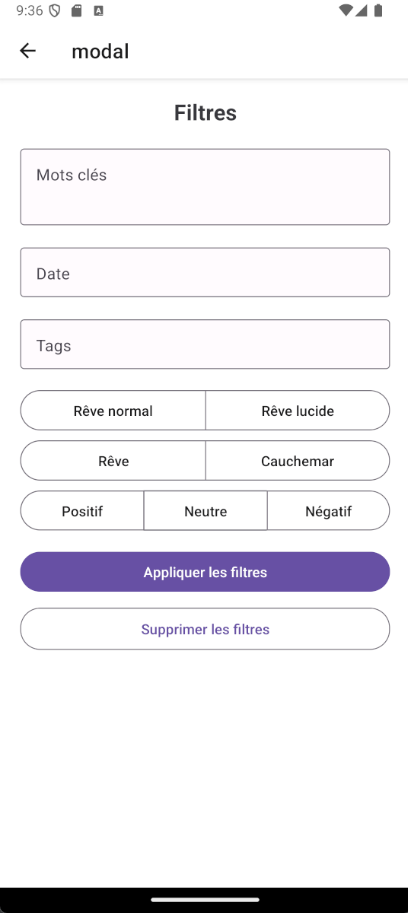 9:36
modal
Filtres
Mots clés
Date
Tags
Rêve normal Rêve lucide
Rêve Cauchemar
Positif Neutre Négatif
Appliquer les filtres
Supprimer les filtres